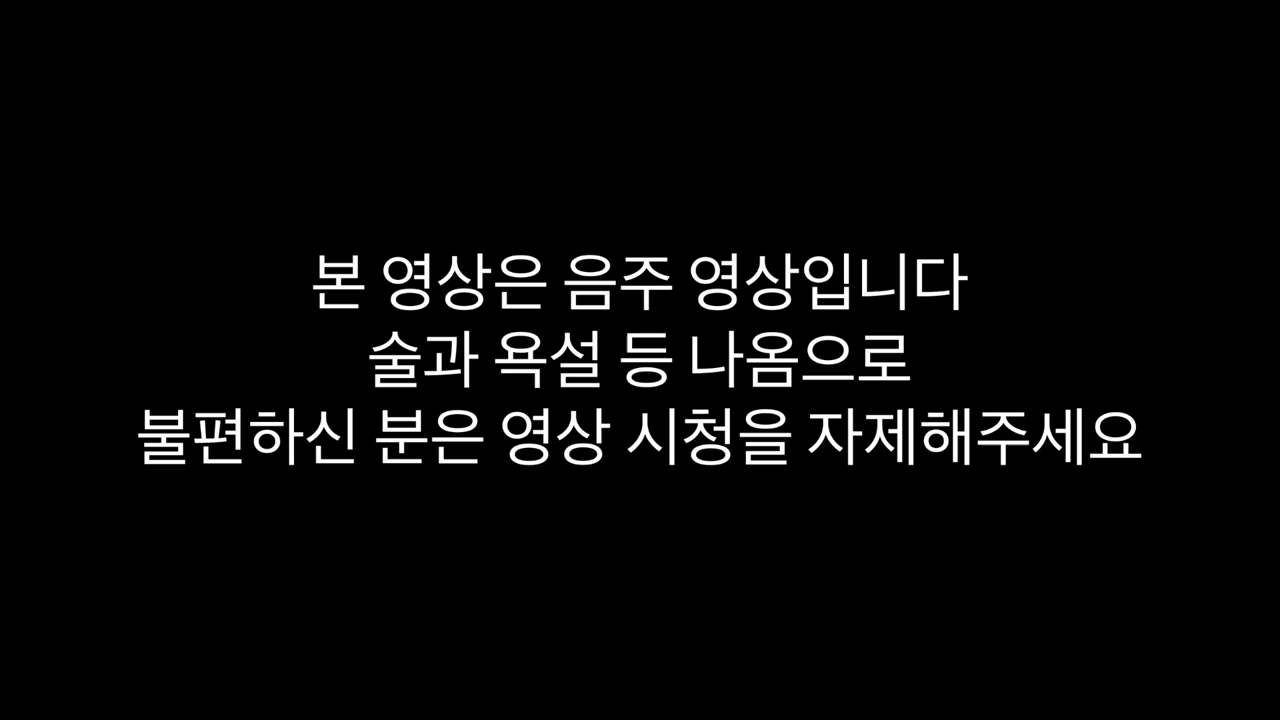 본 영상은 음주 영상입니다
술과 욕설 등 나옴으로
불편하신 분은 영상 시청을 자제해주세요